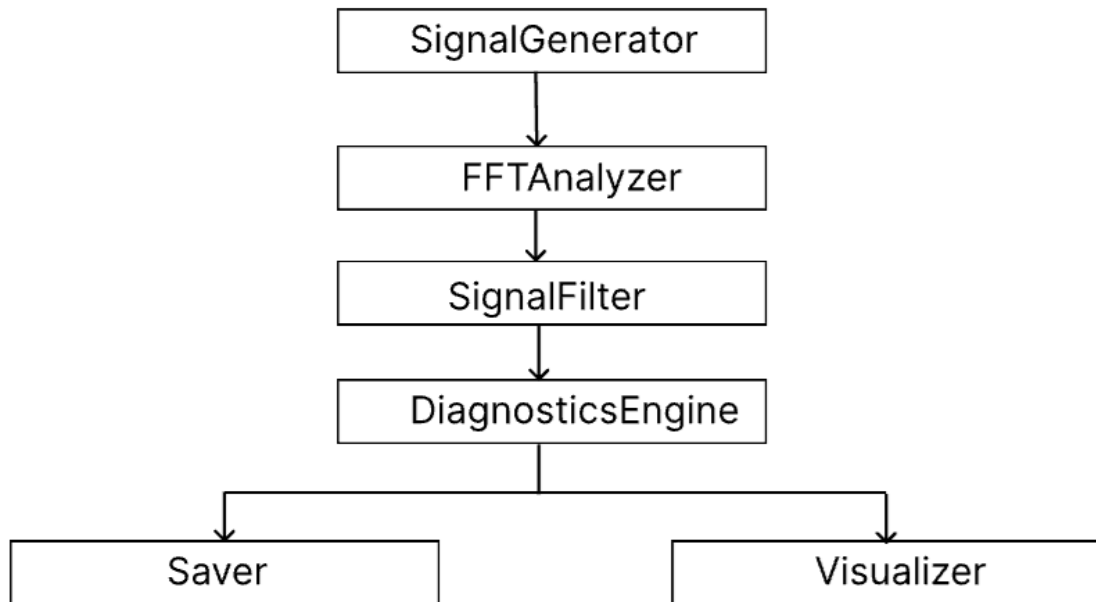 SignalGenerator
FFTAnalyzer
SignalFilter
DiagnosticsEngine
Saver
Visualizer